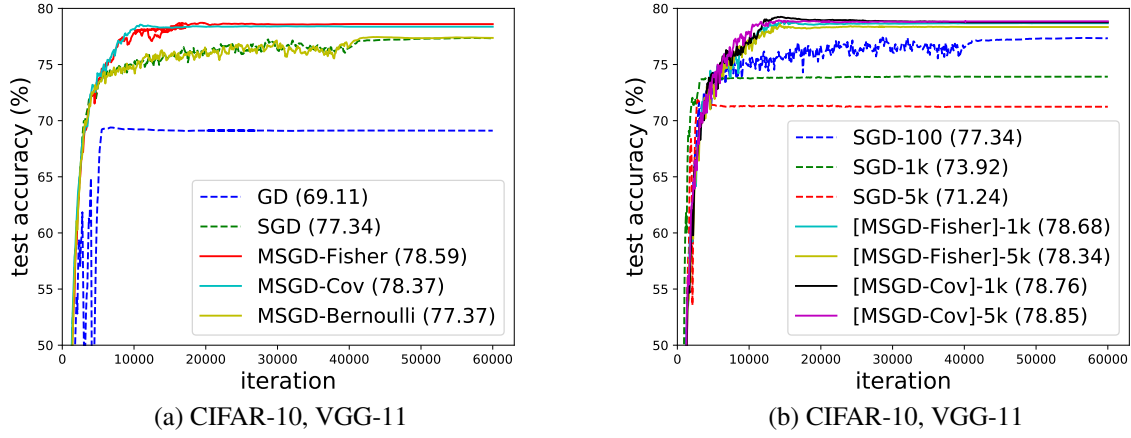 80
75
70
65
60
55
50
test accuracy (%)
GD (69.11)
SGD (77.34)
MSGD-Fisher (78.59)
MSGD-Cov (78.37)
MSGD-Bernoulli (77.37)
0 10000 20000 30000 40000 50000 60000
iteration
(a) CIFAR-10, VGG-11
80
75
70
65
60
55
50
test accuracy (%)
SGD-100 (77.34)
SGD-1k (73.92)
SGD-5k (71.24)
[MSGD-Fisher]-1k (78.68)
[MSGD-Fisher]-5k (78.34)
[MSGD-Cov]-1k (78.76)
[MSGD-Cov]-5k (78.85)
0 10000 20000 30000 40000 50000 60000
iteration
(b) CIFAR-10, VGG-11